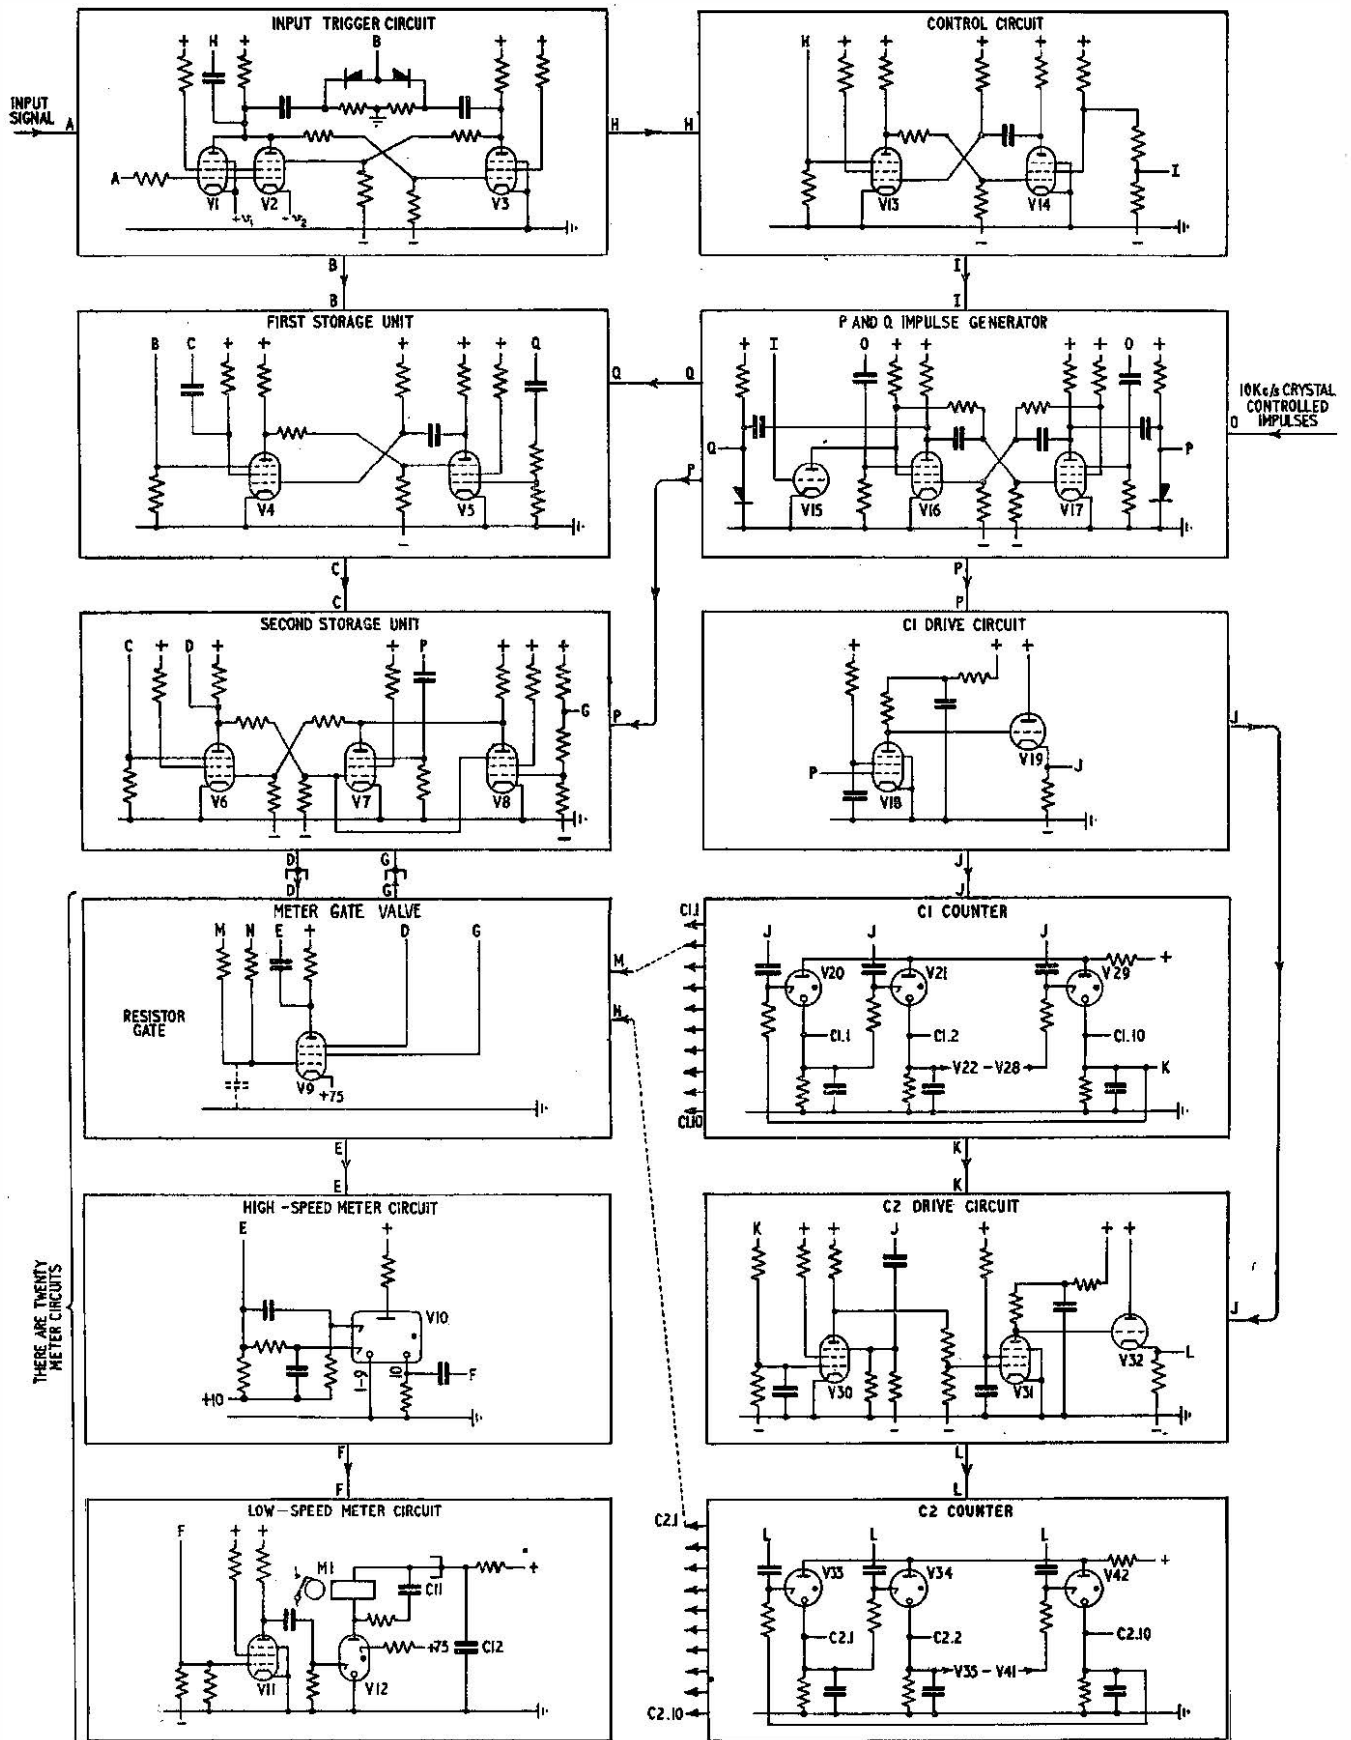 INPUT TRIGGER CIRCUIT
+ H + B + +
INPUT
SIGNAL
A
A
V1 V2 V3
+v1 +v2
H H
CONTROL CIRCUIT
H + + + + +
I
V13 V14
B
B
I
I
FIRST STORAGE UNIT
B C + + + + + Q
V4 V5
Q Q
P
P AND Q IMPULSE GENERATOR
+ I O + + + + O +
Q
P
V15 V16 V17
10Kc/s CRYSTAL
CONTROLLED
IMPULSES
O
C
C
P
P
SECOND STORAGE UNIT
C + D + + P + + +
G
V6 V7 V8
P
C1 DRIVE CIRCUIT
+ + +
P
V18 V19
J
J
D G
D G
J
J
METER GATE VALVE
M N E + D G
RESISTOR
GATE
V9
+75
M
N
C1.1
C1.10
C1 COUNTER
J J J
V20 V21 V29
+
C1.1 C1.2 C1.10
V22 – V28
K
E
E
K
K
THERE ARE TWENTY
METER CIRCUITS
HIGH – SPEED METER CIRCUIT
E +
V10
1-9 10
F
+10
C2 DRIVE CIRCUIT
K + + J + + +
V30 V31 V32
L
J
F
F
L
L
LOW – SPEED METER CIRCUIT
F + +
M1
C11
+
+75
C12
V11 V12
C2.1
C2.10
C2 COUNTER
L L L
V33 V34 V42
+
C2.1 C2.2 C2.10
V35 – V41